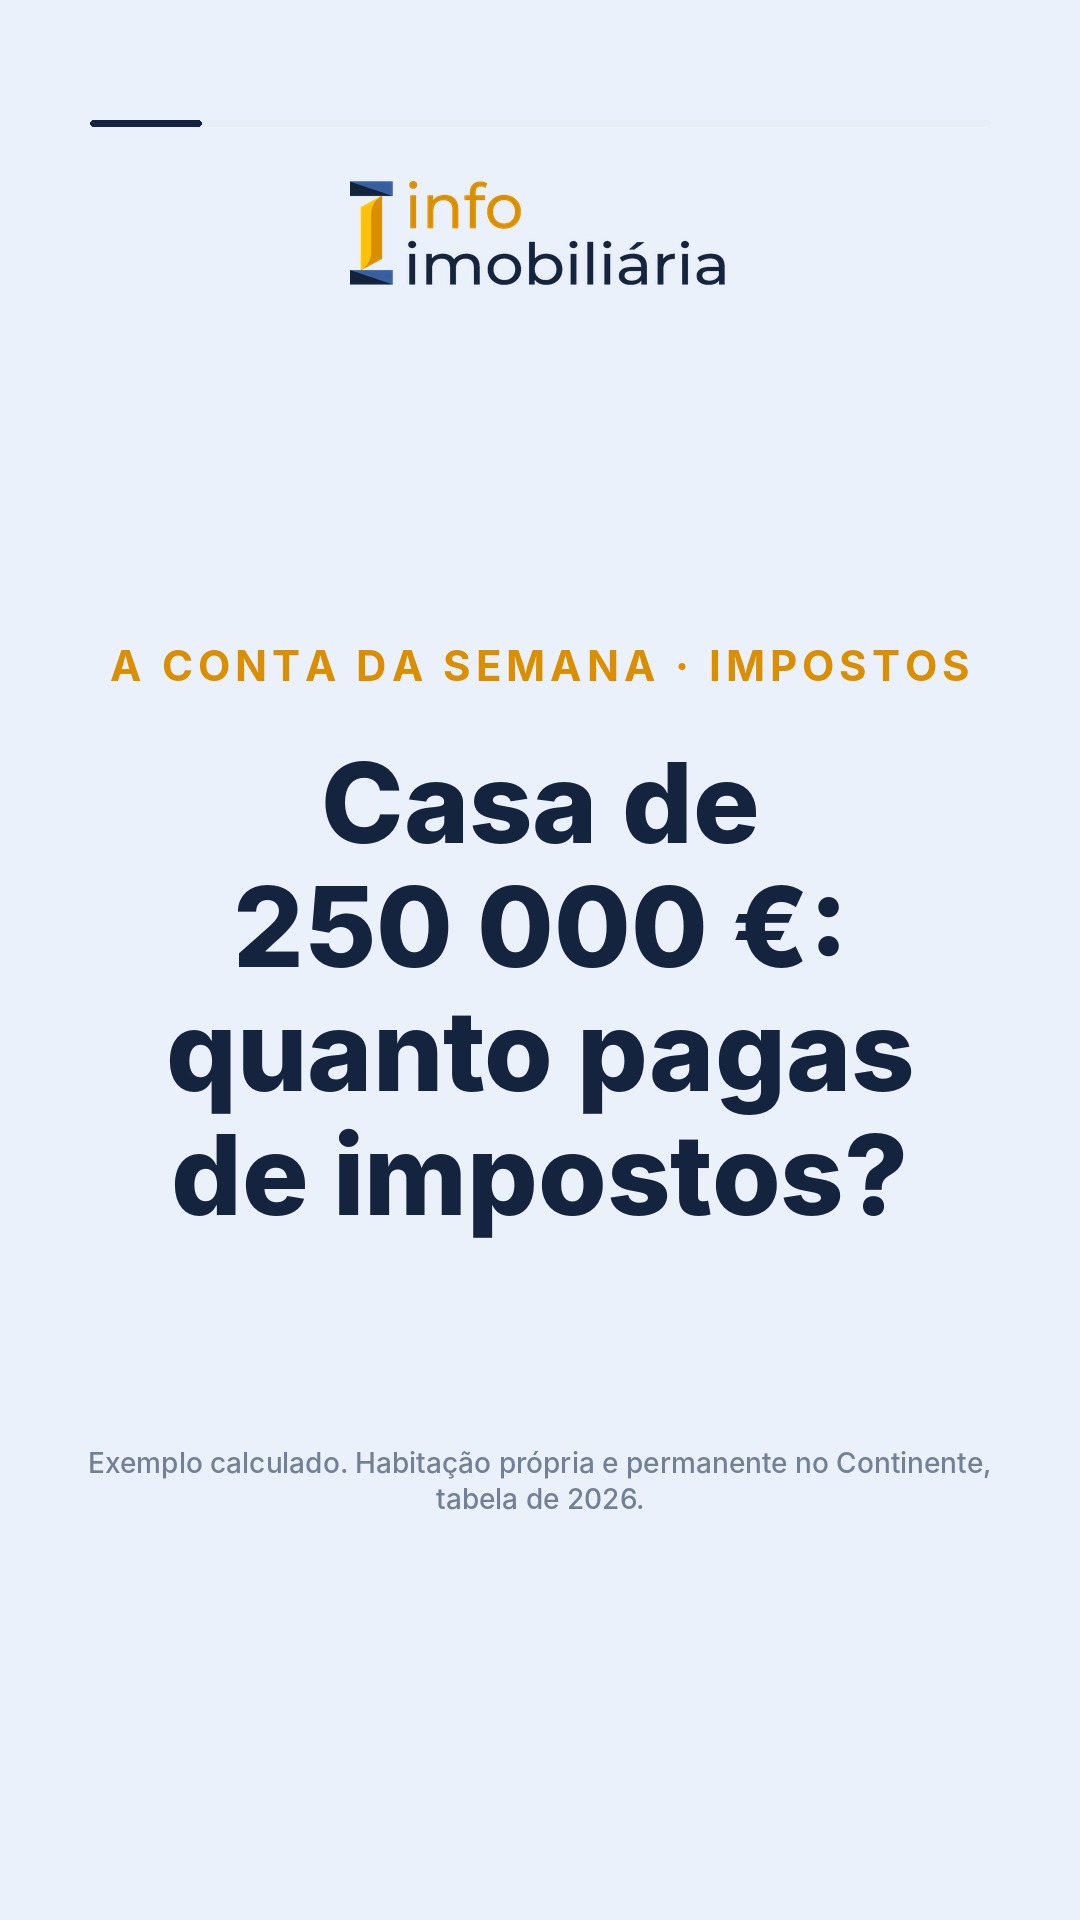 info
imobiliária
A CONTA DA SEMANA · IMPOSTOS
Casa de
250 000 €:
quanto pagas
de impostos?
Exemplo calculado. Habitação própria e permanente no Continente,
tabela de 2026.